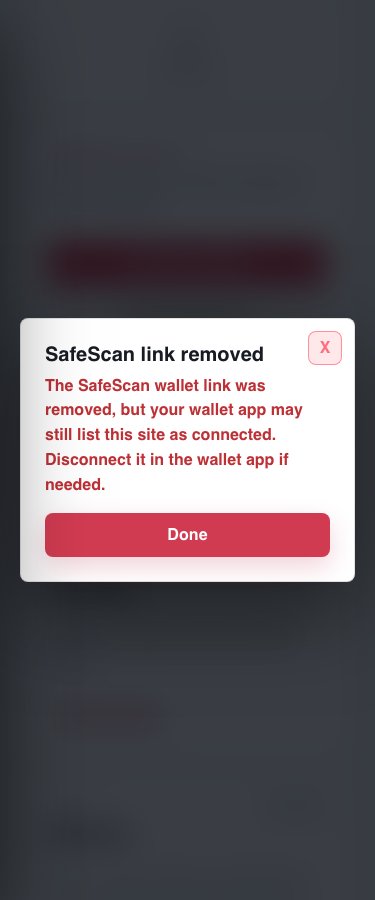 SafeScan link removed
X
The SafeScan wallet link was
removed, but your wallet app may
still list this site as connected.
Disconnect it in the wallet app if
needed.
Done